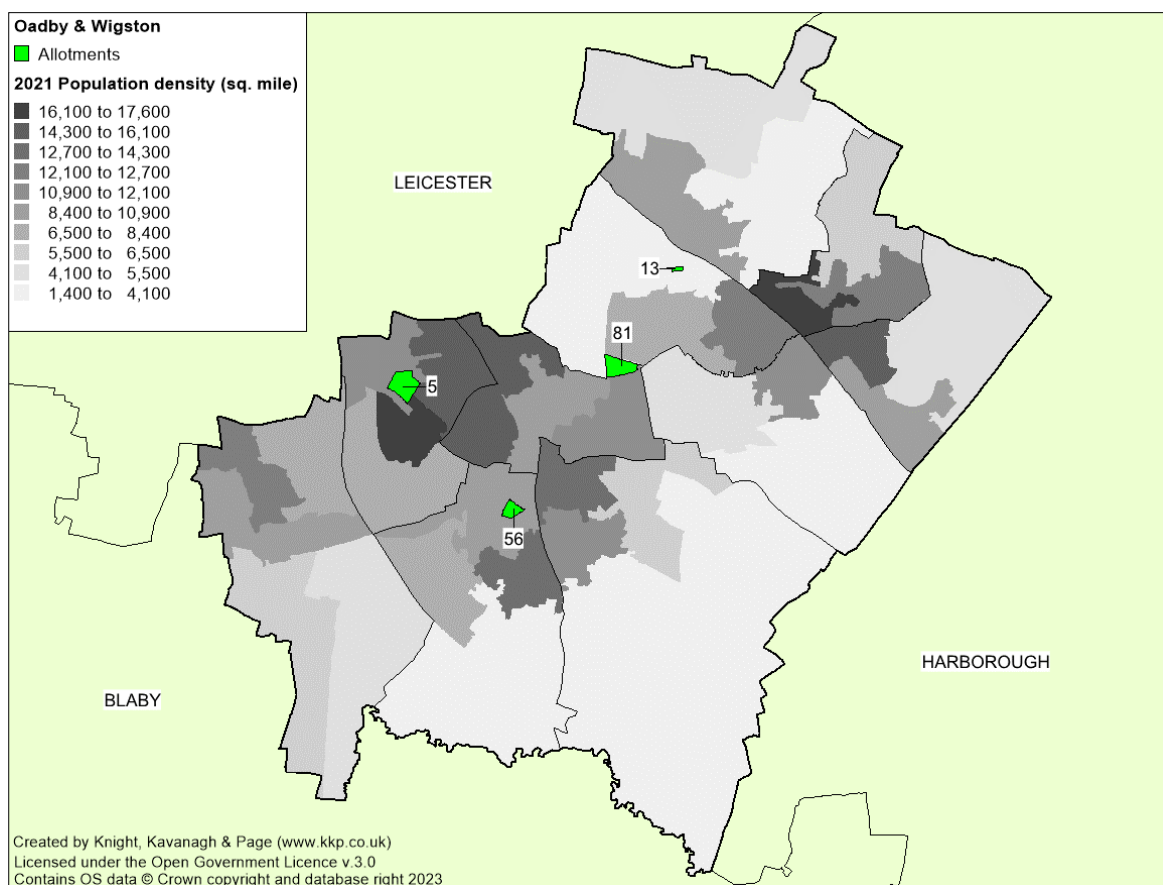 Oadby & Wigston
Allotments
2021 Population density (sq. mile)
16,100 to 17,600
14,300 to 16,100
12,700 to 14,300
12,100 to 12,700
10,900 to 12,100
8,400 to 10,900
6,500 to 8,400
5,500 to 6,500
4,100 to 5,500
1,400 to 4,100
LEICESTER
13
81
5
56
HARBOROUGH
BLABY
Created by Knight, Kavanagh & Page (www.kkp.co.uk)
Licensed under the Open Government Licence v.3.0
Contains OS data © Crown copyright and database right 2023